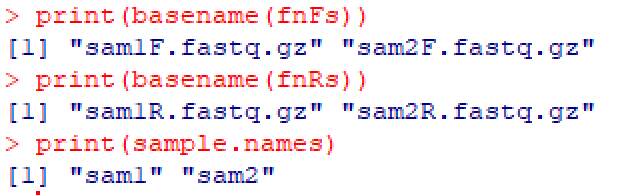 > print(basename(fnFs))
[1] "sam1F.fastq.gz" "sam2F.fastq.gz"
> print(basename(fnRs))
[1] "sam1R.fastq.gz" "sam2R.fastq.gz"
> print(sample.names)
[1] "sam1" "sam2"